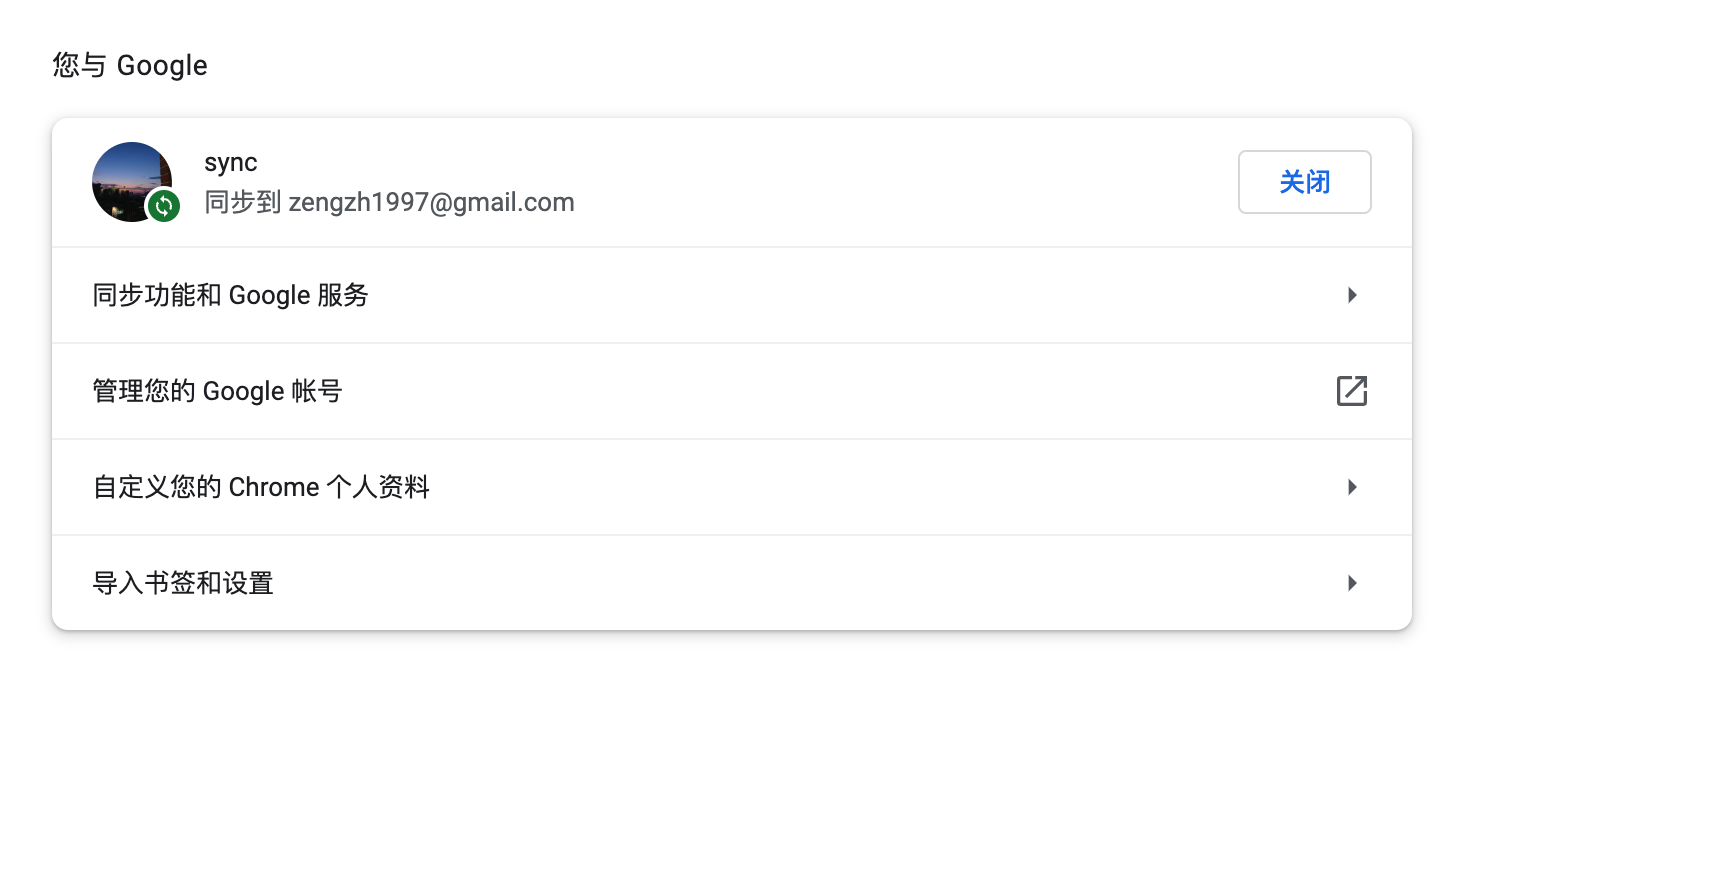 您与 Google
sync
同步到 zengzh1997@gmail.com
关闭
同步功能和 Google 服务
管理您的 Google 帐号
自定义您的 Chrome 个人资料
导入书签和设置